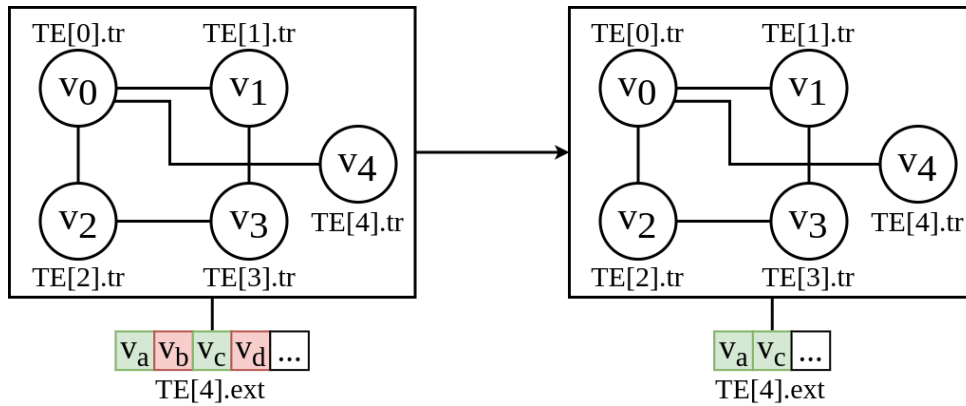 TE[0].tr TE[1].tr
v0 v1
v4
v2 v3
TE[4].tr
TE[2].tr TE[3].tr
va vb vc vd ...
TE[4].ext
TE[0].tr TE[1].tr
v0 v1
v4
v2 v3
TE[4].tr
TE[2].tr TE[3].tr
va vc ...
TE[4].ext